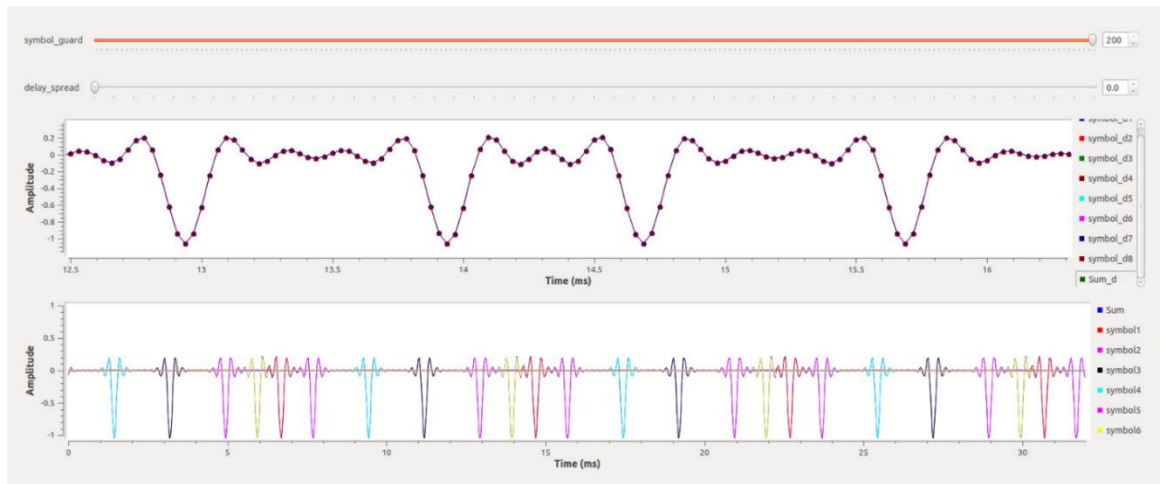 symbol_guard 200
delay_spread 0.0
Amplitude
0.2
0
-0.2
-0.4
-0.6
-0.8
-1
12.5 13 13.5 14 14.5 15 15.5 16
Time (ms)
symbol_d1
symbol_d2
symbol_d3
symbol_d4
symbol_d5
symbol_d6
symbol_d7
symbol_d8
Sum_d
Amplitude
1
0.5
0
-0.5
-1
0 5 10 15 20 25 30
Time (ms)
Sum
symbol1
symbol2
symbol3
symbol4
symbol5
symbol6